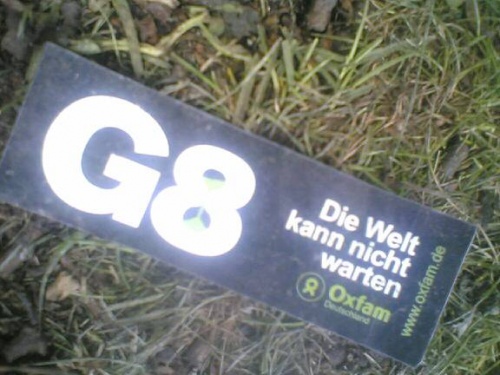 G8
Die Welt
kann nicht
warten
Oxfam
Deutschland
www.oxfam.de